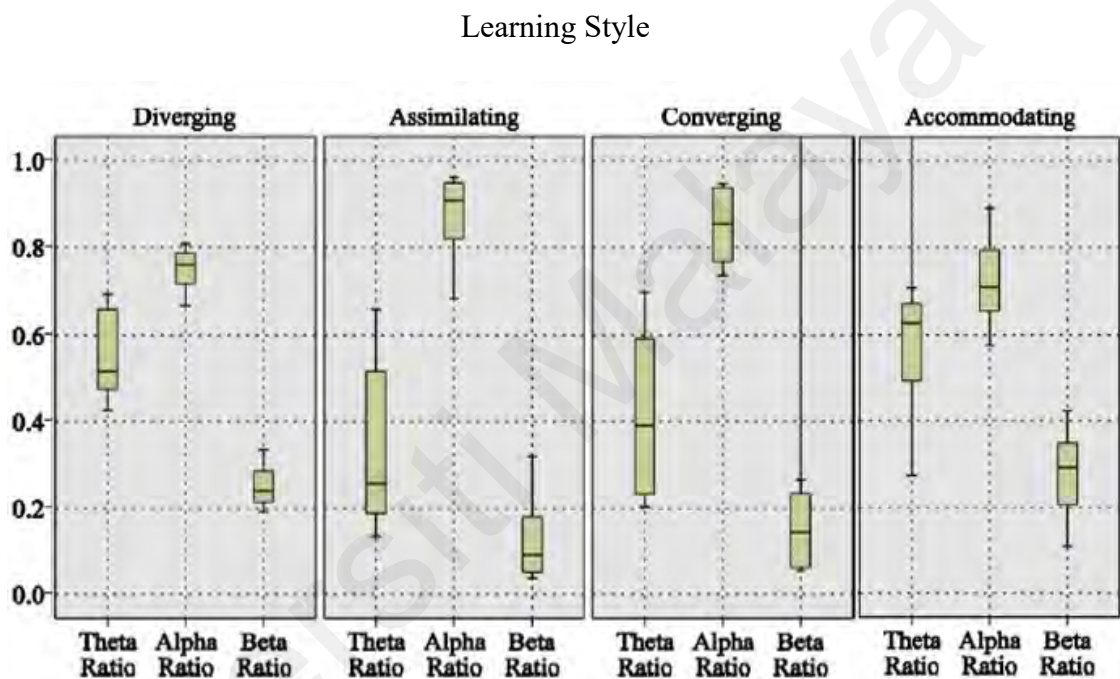 Learning Style
Diverging Assimilating Converging Accommodating
1.0
0.8
0.6
0.4
0.2
0.0
Theta Alpha Beta Theta Alpha Beta Theta Alpha Beta Theta Alpha Beta
Ratio Ratio Ratio Ratio Ratio Ratio Ratio Ratio Ratio Ratio Ratio Ratio
Malaya